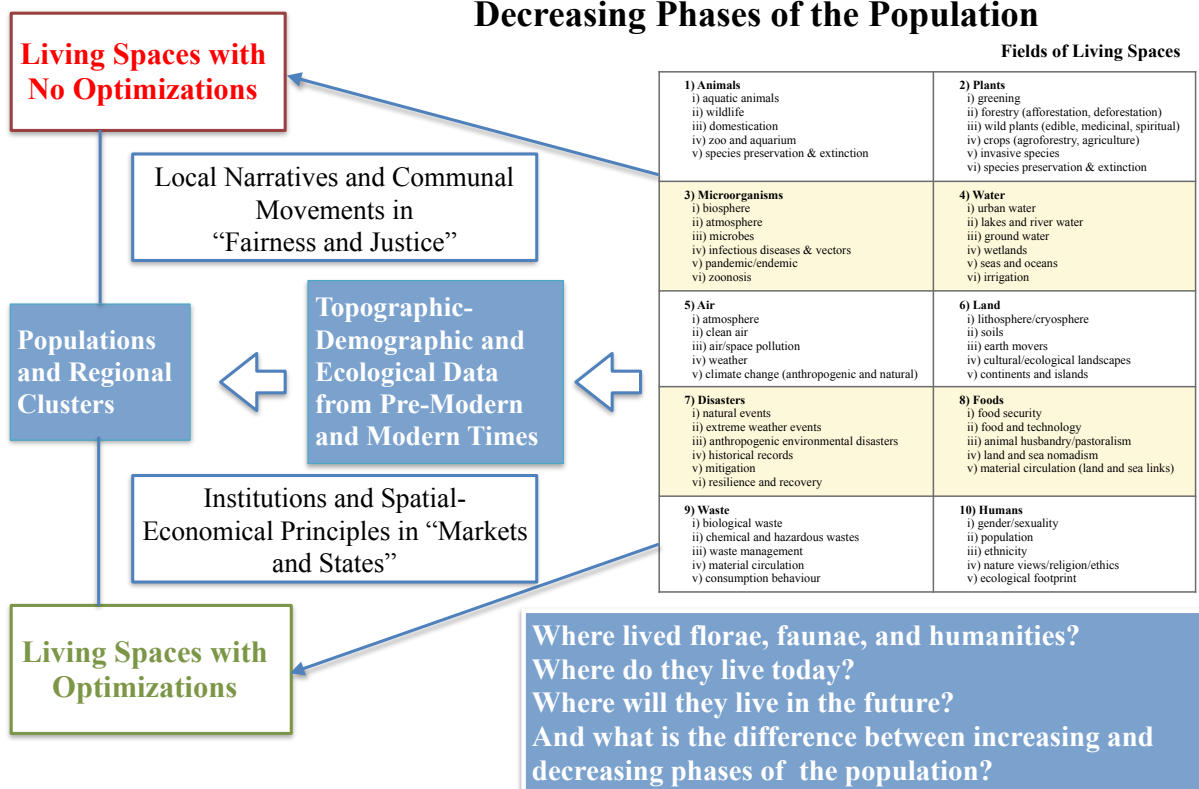 Decreasing Phases of the Population
Living Spaces with
No Optimizations
Local Narratives and Communal
Movements in
“Fairness and Justice”
Populations
and Regional
Clusters
Topographic-
Demographic and
Ecological Data
from Pre-Modern
and Modern Times
Institutions and Spatial-
Economical Principles in “Markets
and States”
Living Spaces with
Optimizations
Fields of Living Spaces
1) Animals
i) aquatic animals
ii) wildlife
iii) domestication
iv) zoo and aquarium
v) species preservation & extinction
2) Plants
i) greening
ii) forestry (afforestation, deforestation)
iii) wild plants (edible, medicinal, spiritual)
iv) crops (agroforestry, agriculture)
v) invasive species
vi) species preservation & extinction
3) Microorganisms
i) biosphere
ii) atmosphere
iii) microbes
iv) infectious diseases & vectors
v) pandemic/endemic
vi) zoonosis
4) Water
i) urban water
ii) lakes and river water
iii) ground water
iv) wetlands
v) seas and oceans
vi) irrigation
5) Air
i) atmosphere
ii) clean air
iii) air/space pollution
iv) weather
v) climate change (anthropogenic and natural)
6) Land
i) lithosphere/cryosphere
ii) soils
iii) earth movers
iv) cultural/ecological landscapes
v) continents and islands
7) Disasters
i) natural events
ii) extreme weather events
iii) anthropogenic environmental disasters
iv) historical records
v) mitigation
vi) resilience and recovery
8) Foods
i) food security
ii) food and technology
iii) animal husbandry/pastoralism
iv) land and sea nomadism
v) material circulation (land and sea links)
9) Waste
i) biological waste
ii) chemical and hazardous wastes
iii) waste management
iv) material circulation
v) consumption behaviour
10) Humans
i) gender/sexuality
ii) population
iii) ethnicity
iv) nature views/religion/ethics
v) ecological footprint
Where lived florae, faunae, and humanities?
Where do they live today?
Where will they live in the future?
And what is the difference between increasing and
decreasing phases of the population?